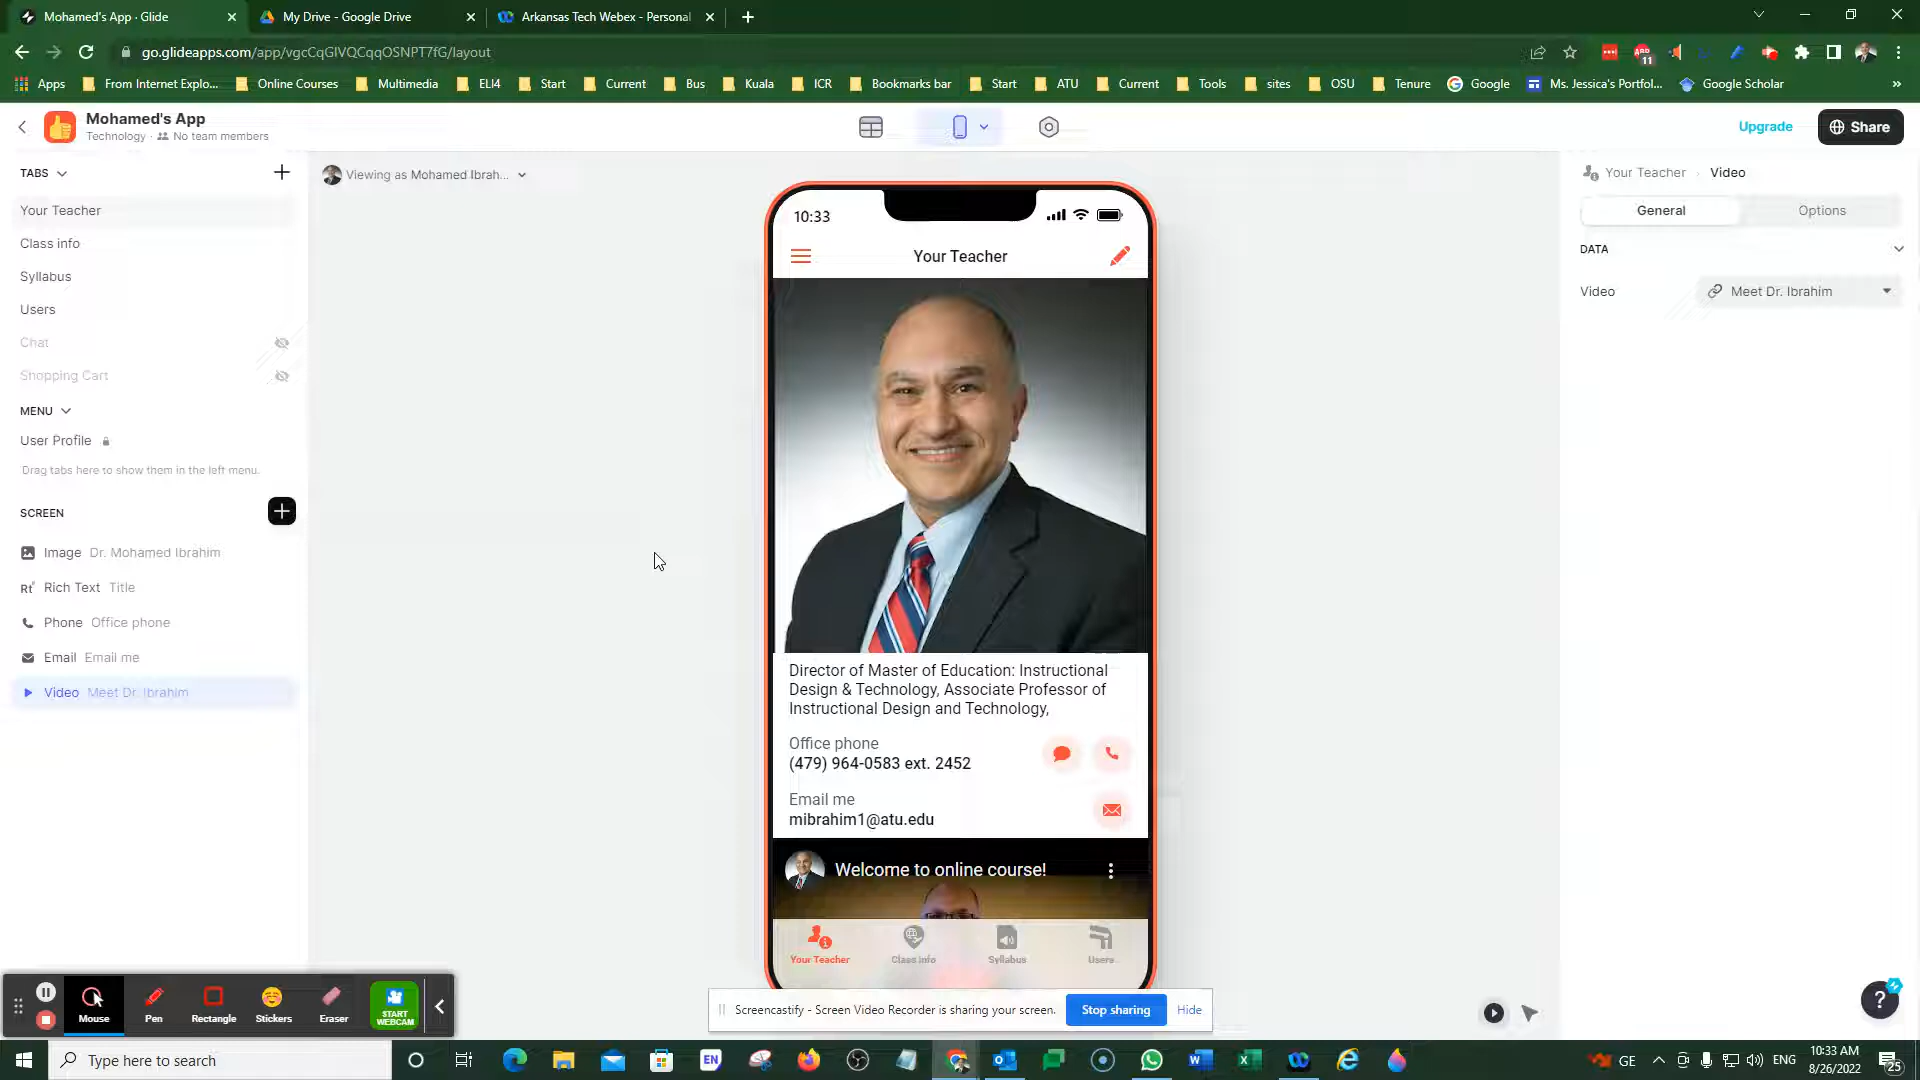 Mohamed's App · Glide
My Drive - Google Drive
Arkansas Tech Webex - Personal
go.glideapps.com/app/vgcCqGlVQCqqOSNPT7fG/layout
11
Apps
From Internet Explo...
Online Courses
Multimedia
ELI4
Start
Current
Bus
Kuala
ICR
Bookmarks bar
Start
ATU
Current
Tools
sites
OSU
Tenure
Google
Ms. Jessica's Portfol...
Google Scholar
Mohamed's App
Technology · No team members
Upgrade
Share
TABS
Your Teacher
Class info
Syllabus
Users
Chat
Shopping Cart
MENU
User Profile
Drag tabs here to show them in the left menu.
SCREEN
Image Dr. Mohamed Ibrahim
Rich Text Title
Phone Office phone
Email Email me
Video Meet Dr. Ibrahim
Viewing as Mohamed Ibrah...
10:33
Your Teacher
Director of Master of Education: Instructional
Design & Technology, Associate Professor of
Instructional Design and Technology,
Office phone
(479) 964-0583 ext. 2452
Email me
mibrahim1@atu.edu
Welcome to online course!
Your Teacher
Class info
Syllabus
Users
Your Teacher
Video
General
Options
DATA
Video
Meet Dr. Ibrahim
Mouse
Pen
Rectangle
Stickers
Eraser
START
WEBCAM
Screencastify - Screen Video Recorder is sharing your screen.
Stop sharing
Hide
?
Type here to search
EN
GE
ENG
10:33 AM
8/26/2022
25